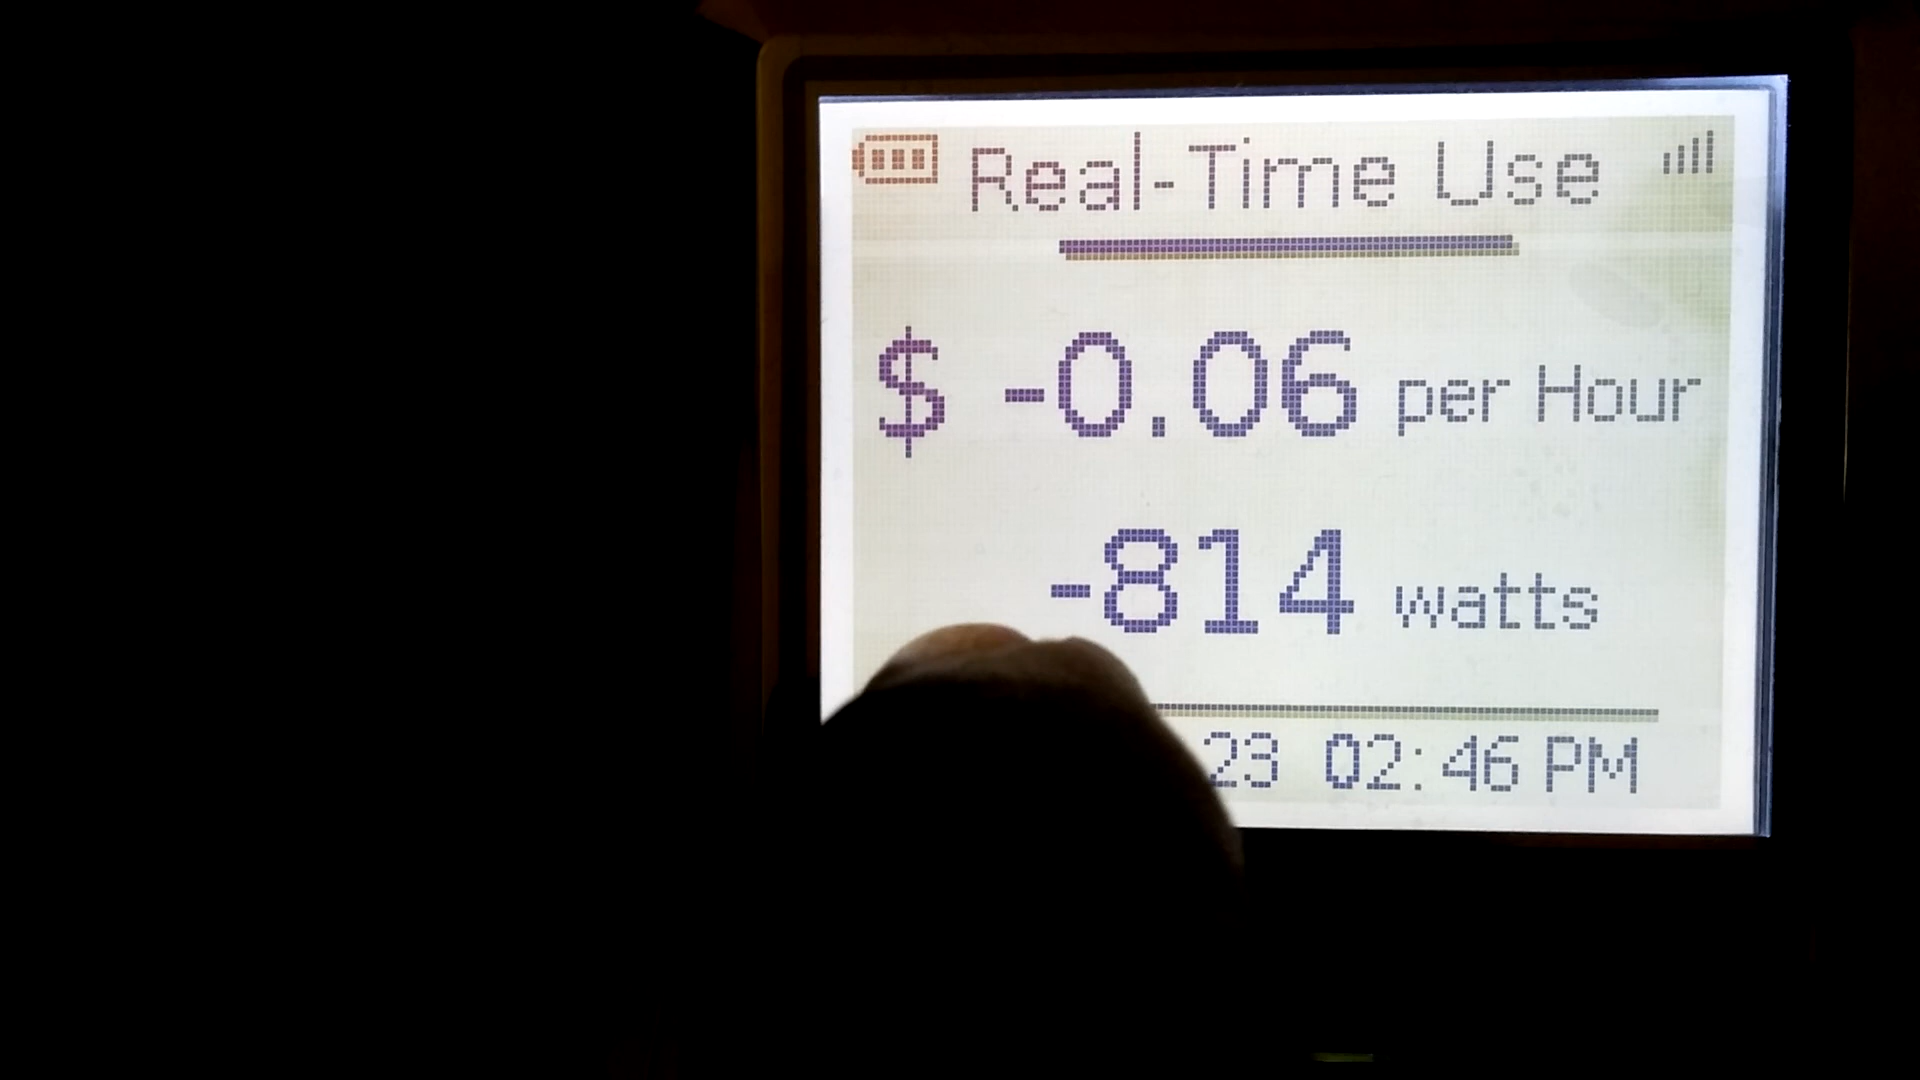 Real-Time Use
$ -0.06 per Hour
-814 watts
23 02:46 PM